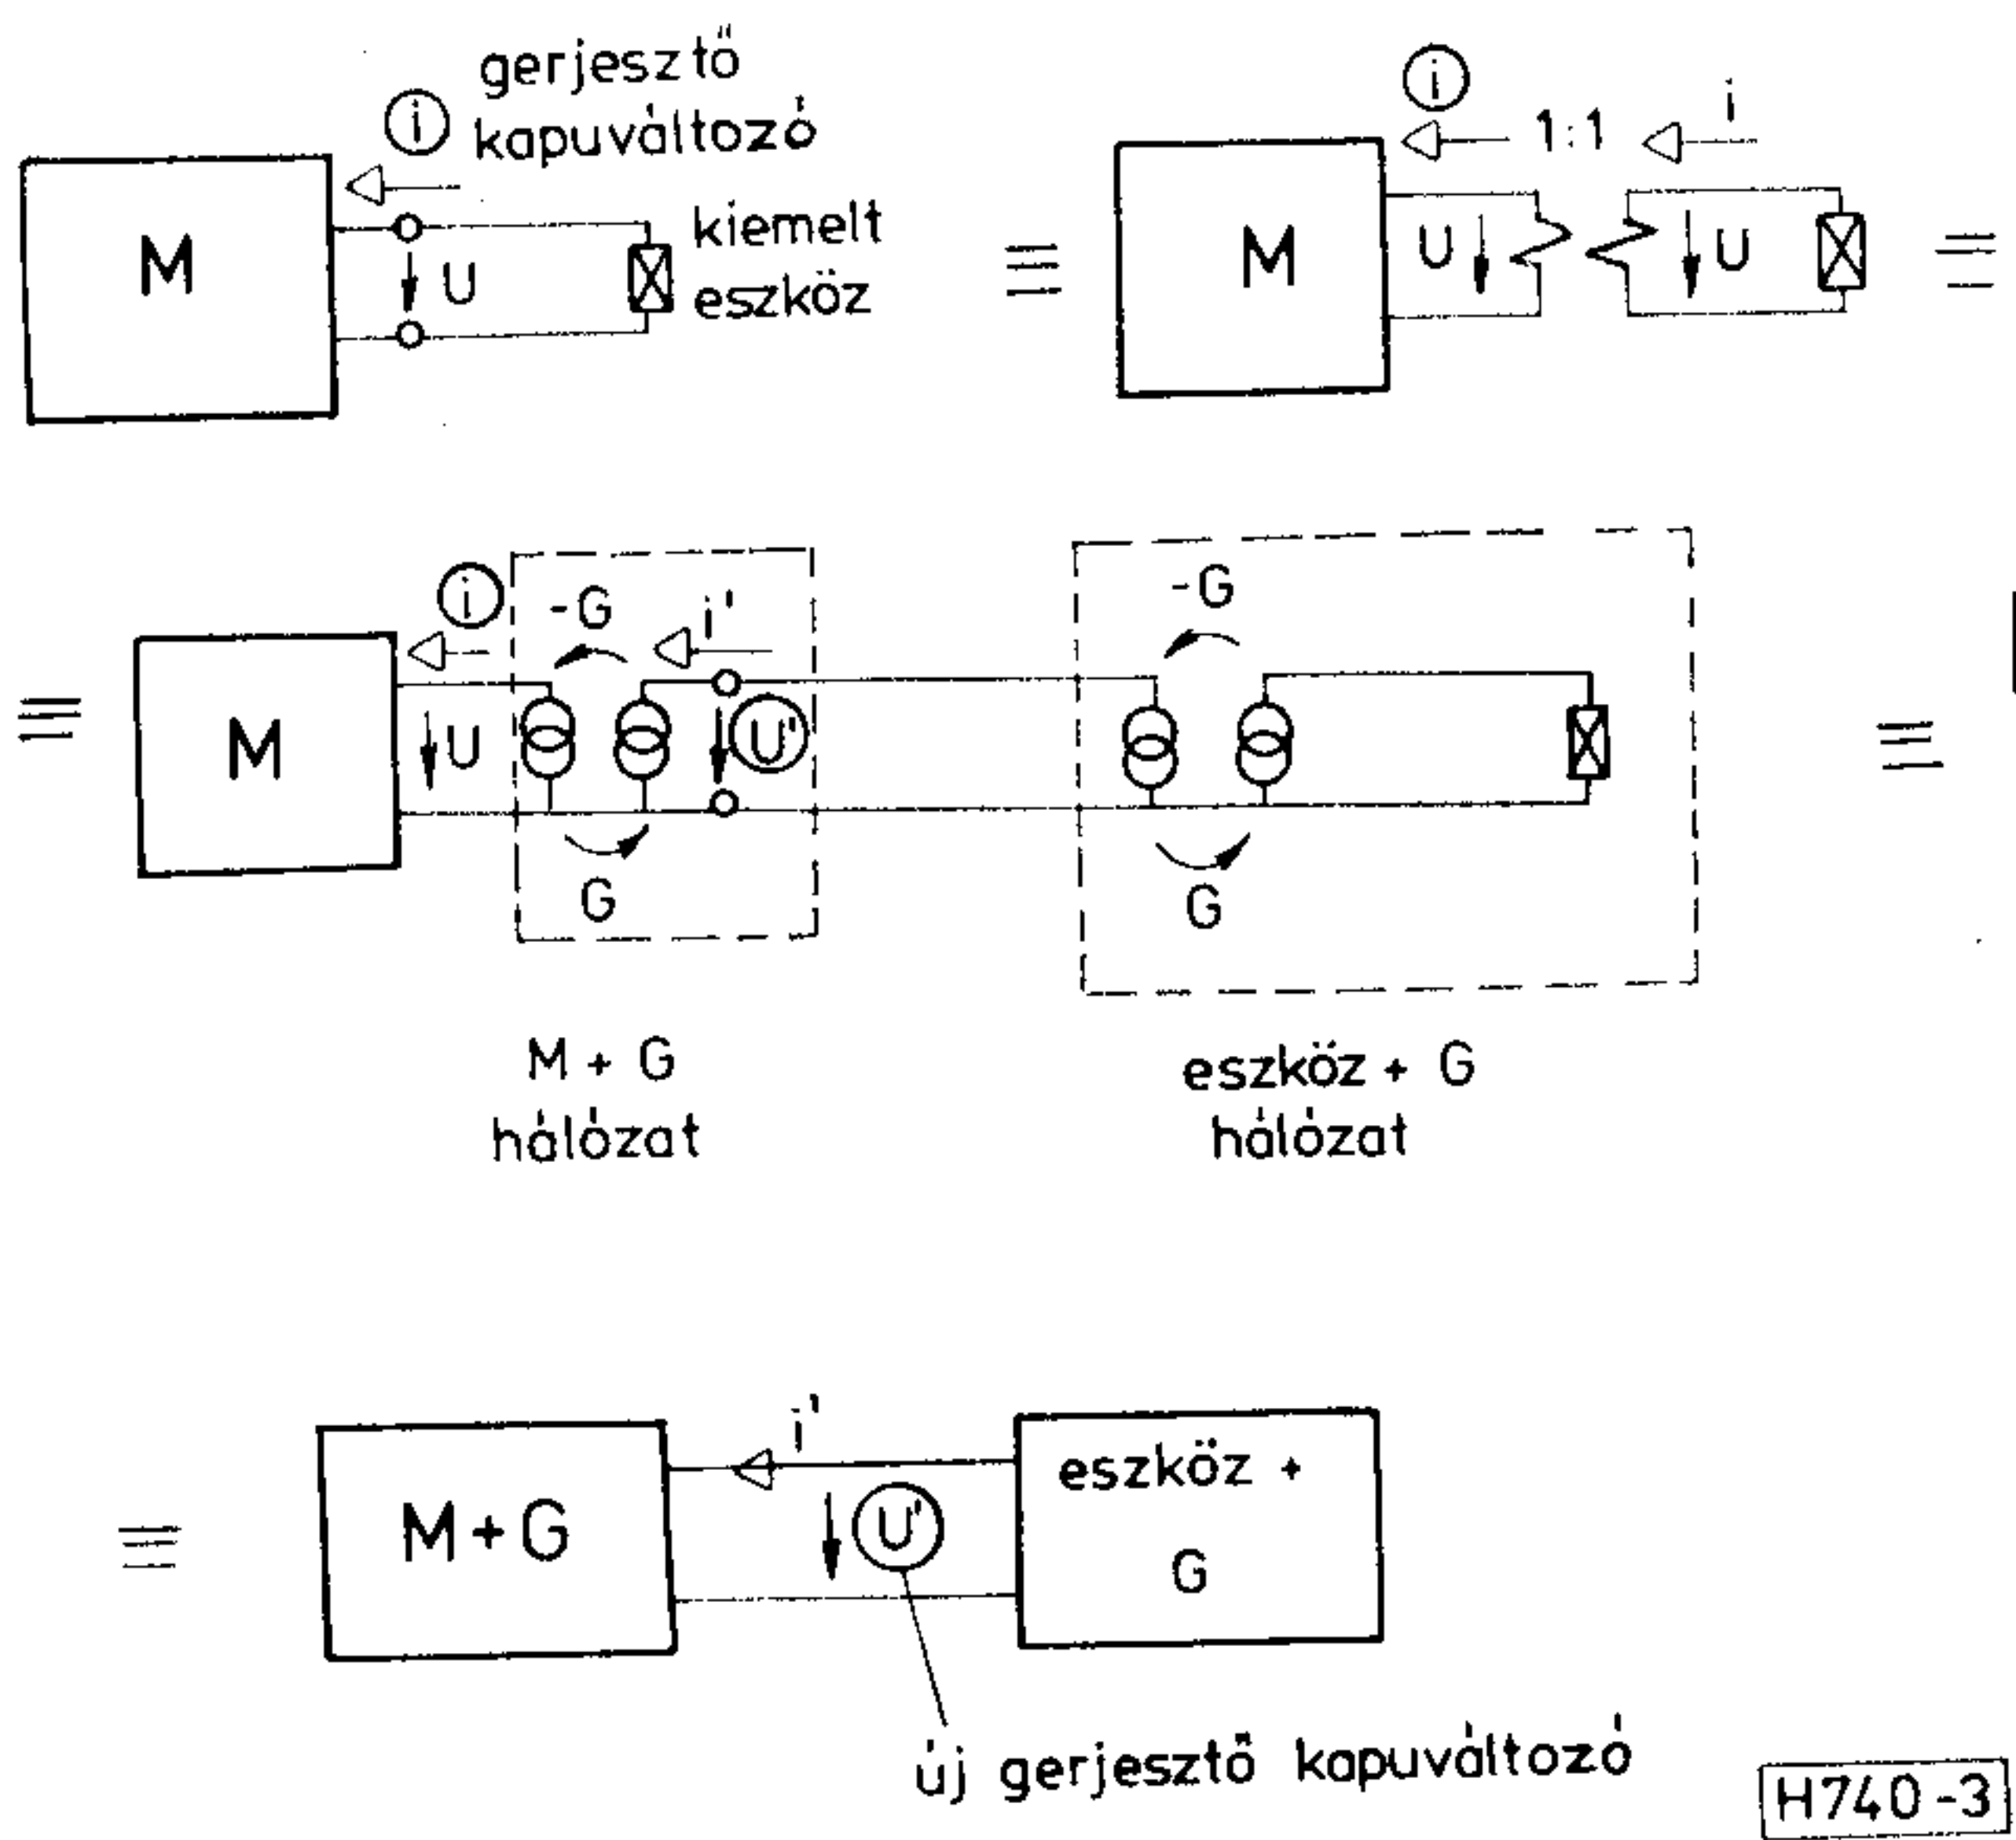 gerjesztő
i kapuváltozó
M
U
kiemelt
eszköz
≡
i
1:1
i
M
U
U
≡
≡
M
i
U
-G
i'
U'
G
-G
G
≡
M + G
hálózat
eszköz + G
hálózat
≡
M+G
i'
U'
eszköz +
G
új gerjesztő kapuváltozó
H740-3